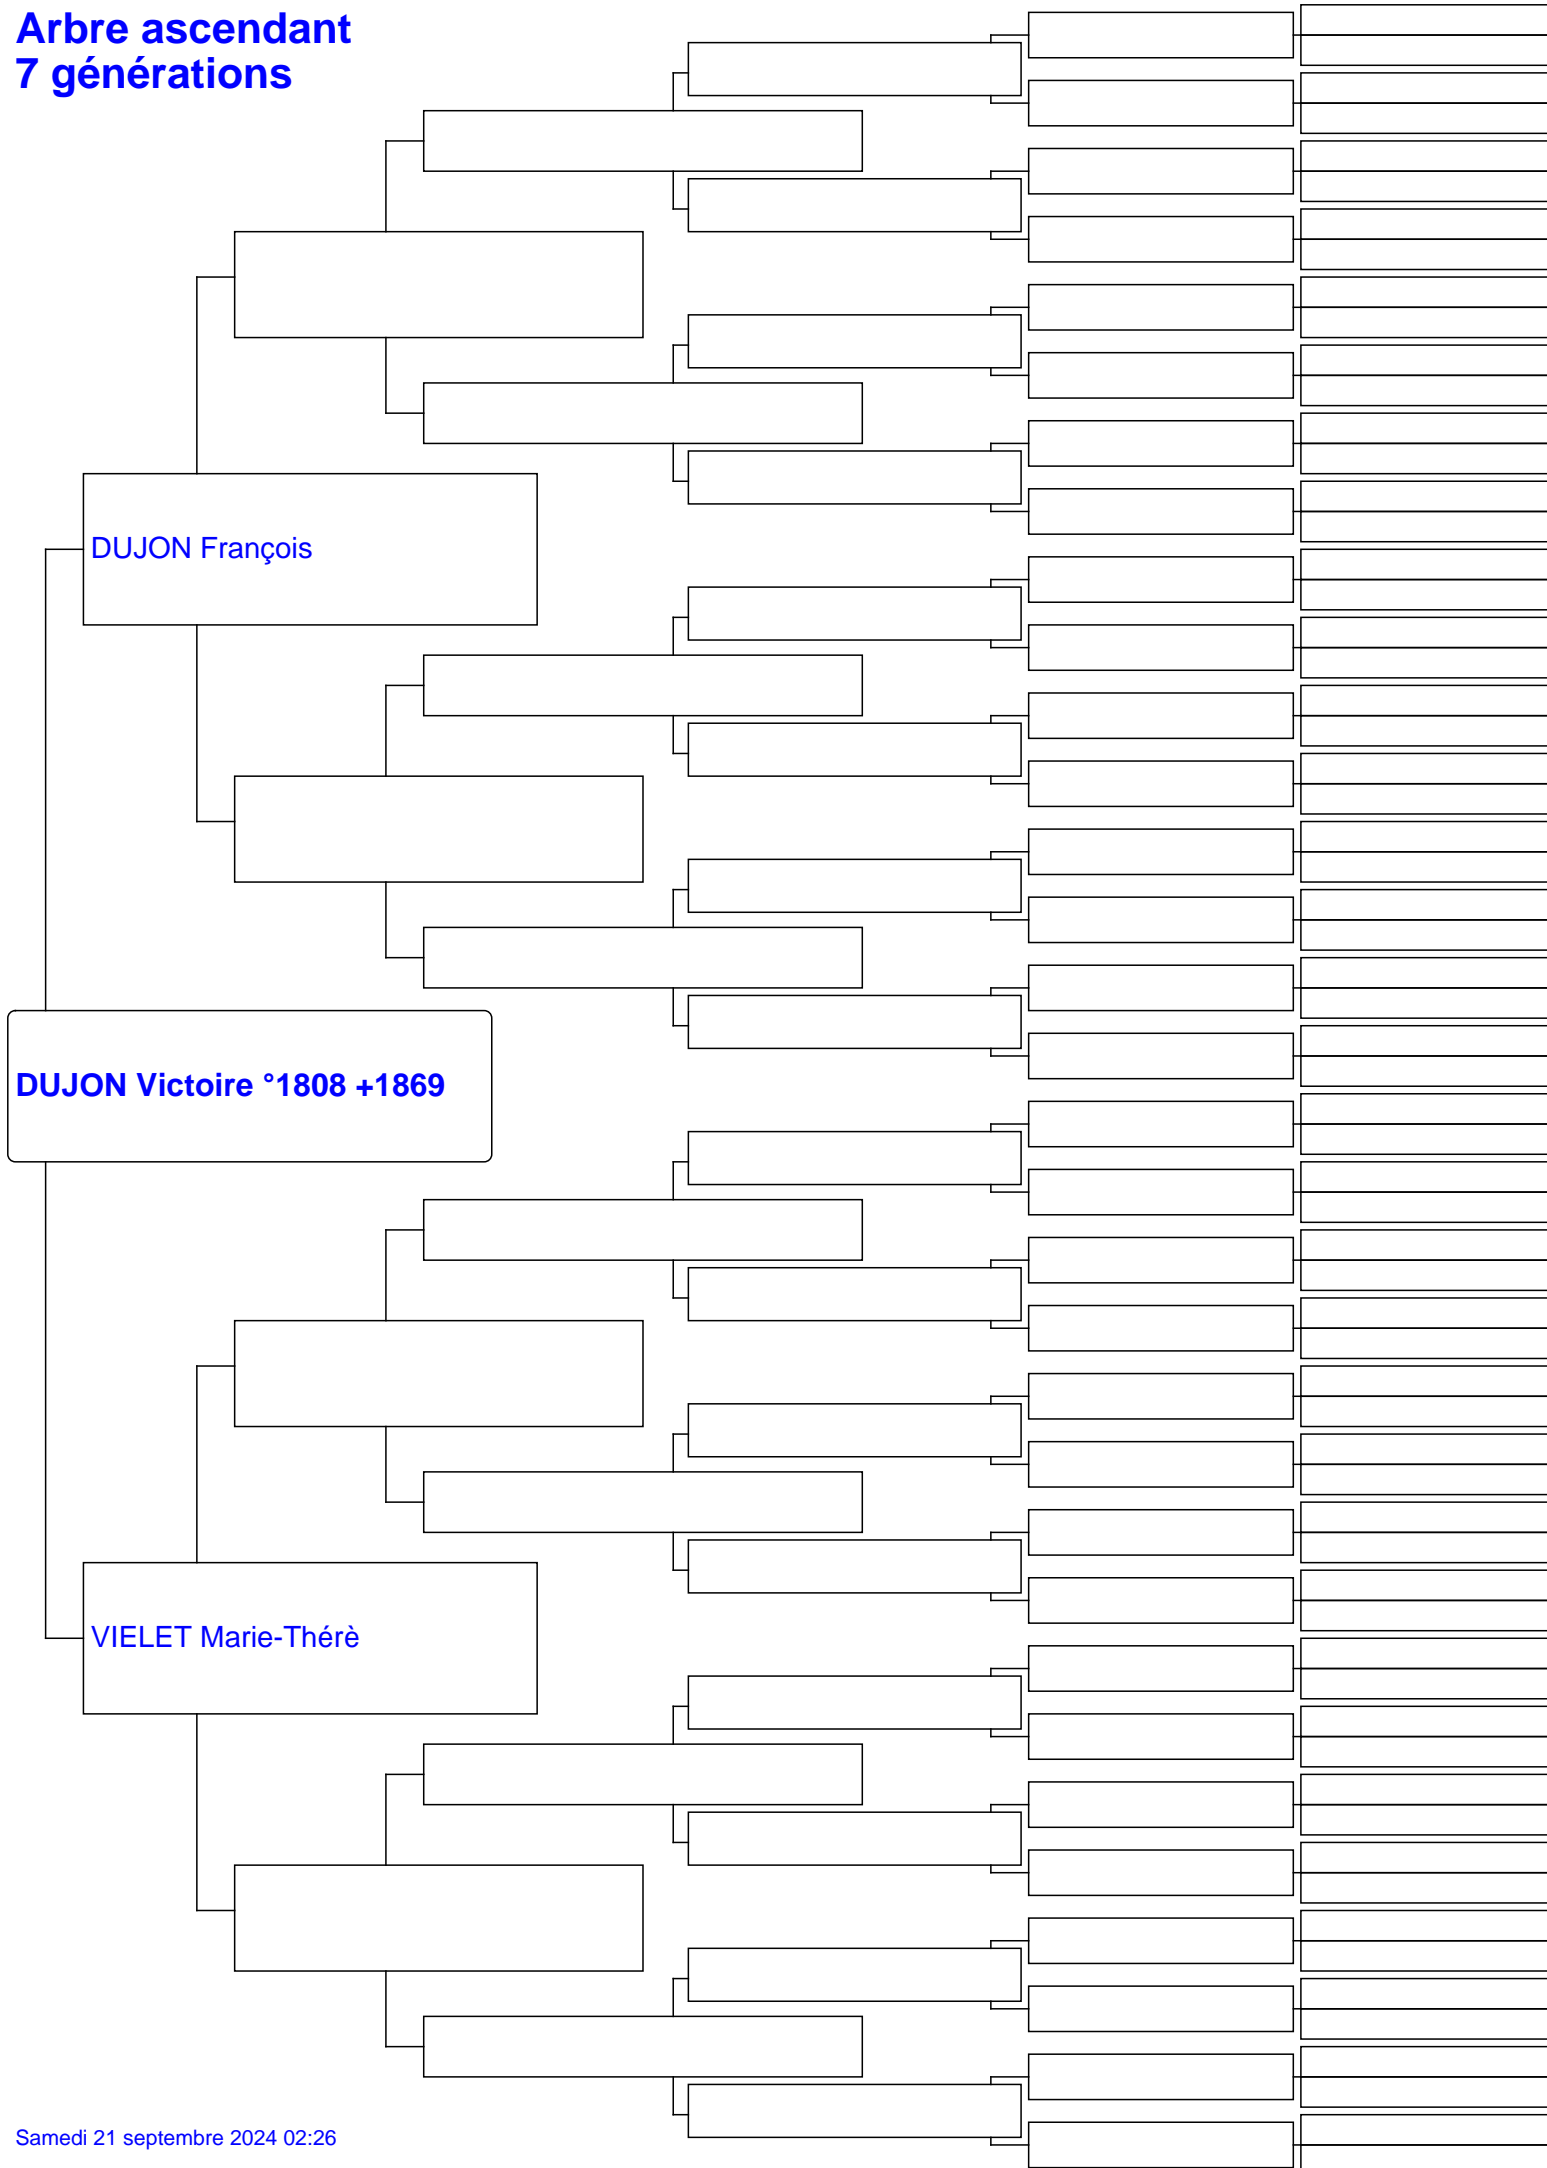 Arbre ascendant
7 générations
DUJON François
DUJON Victoire °1808 +1869
VIELET Marie-Thérè
Samedi 21 septembre 2024 02:26